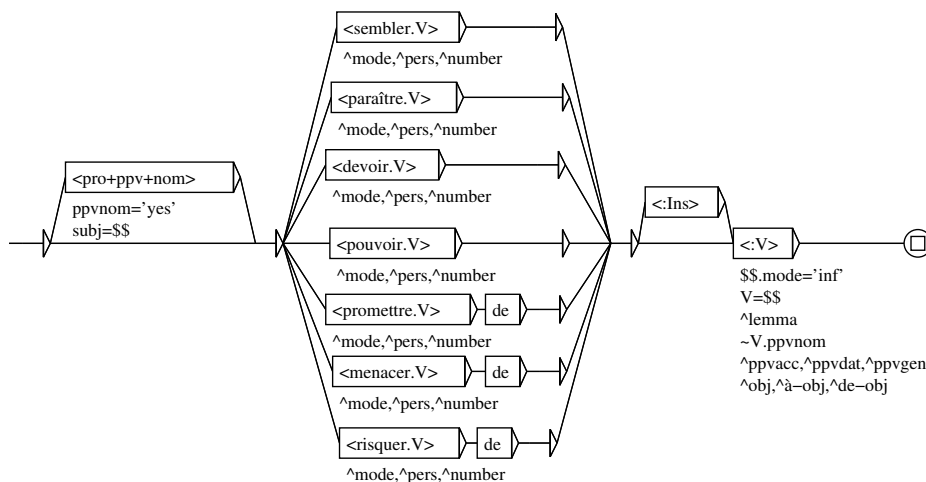 <sembler.V>
^mode,^pers,^number
<paraître.V>
^mode,^pers,^number
<pro+ppv+nom>
ppvnom='yes'
subj=$$
<devoir.V>
^mode,^pers,^number
<pouvoir.V>
^mode,^pers,^number
<promettre.V>
de
^mode,^pers,^number
<menacer.V>
de
^mode,^pers,^number
<risquer.V>
de
^mode,^pers,^number
<:Ins>
<:V>
$$.mode='inf'
V=$$
^lemma
~V.ppvnom
^ppvacc,^ppvdat,^ppvgen
^obj,^à−obj,^de−obj